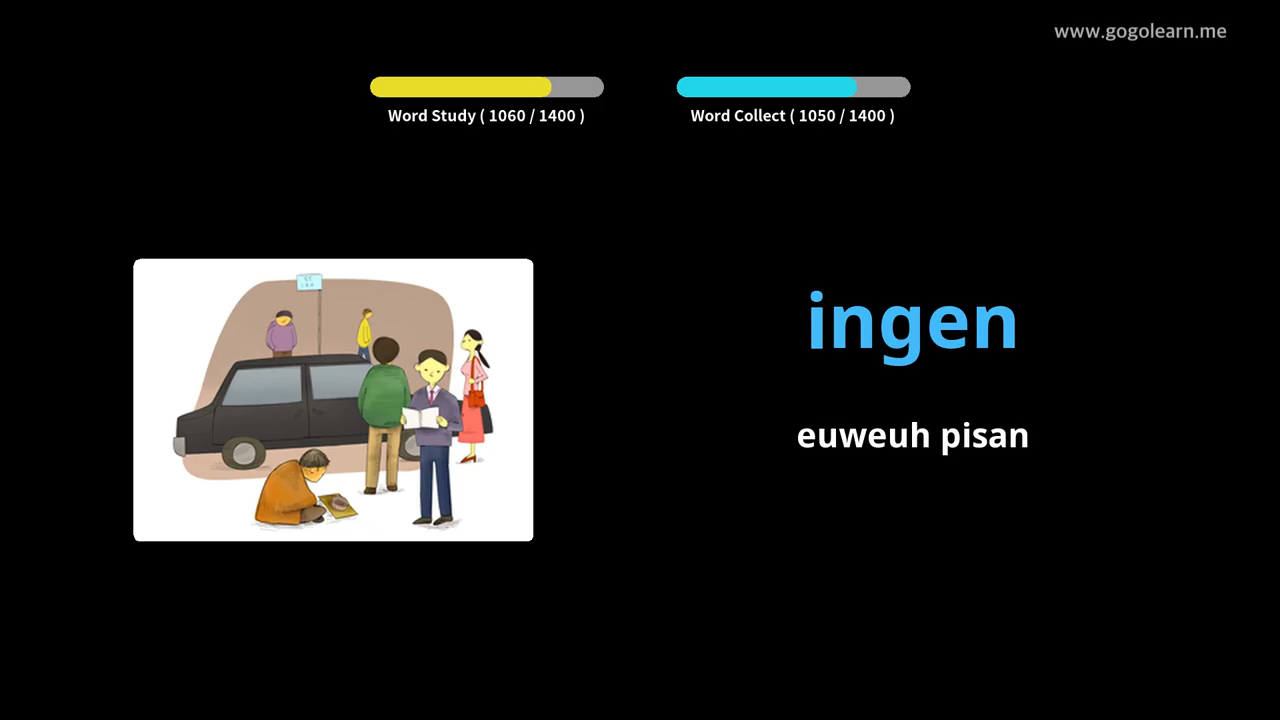 www.gogolearn.me
Word Study ( 1060 / 1400 )
Word Collect ( 1050 / 1400 )
ingen
euweuh pisan